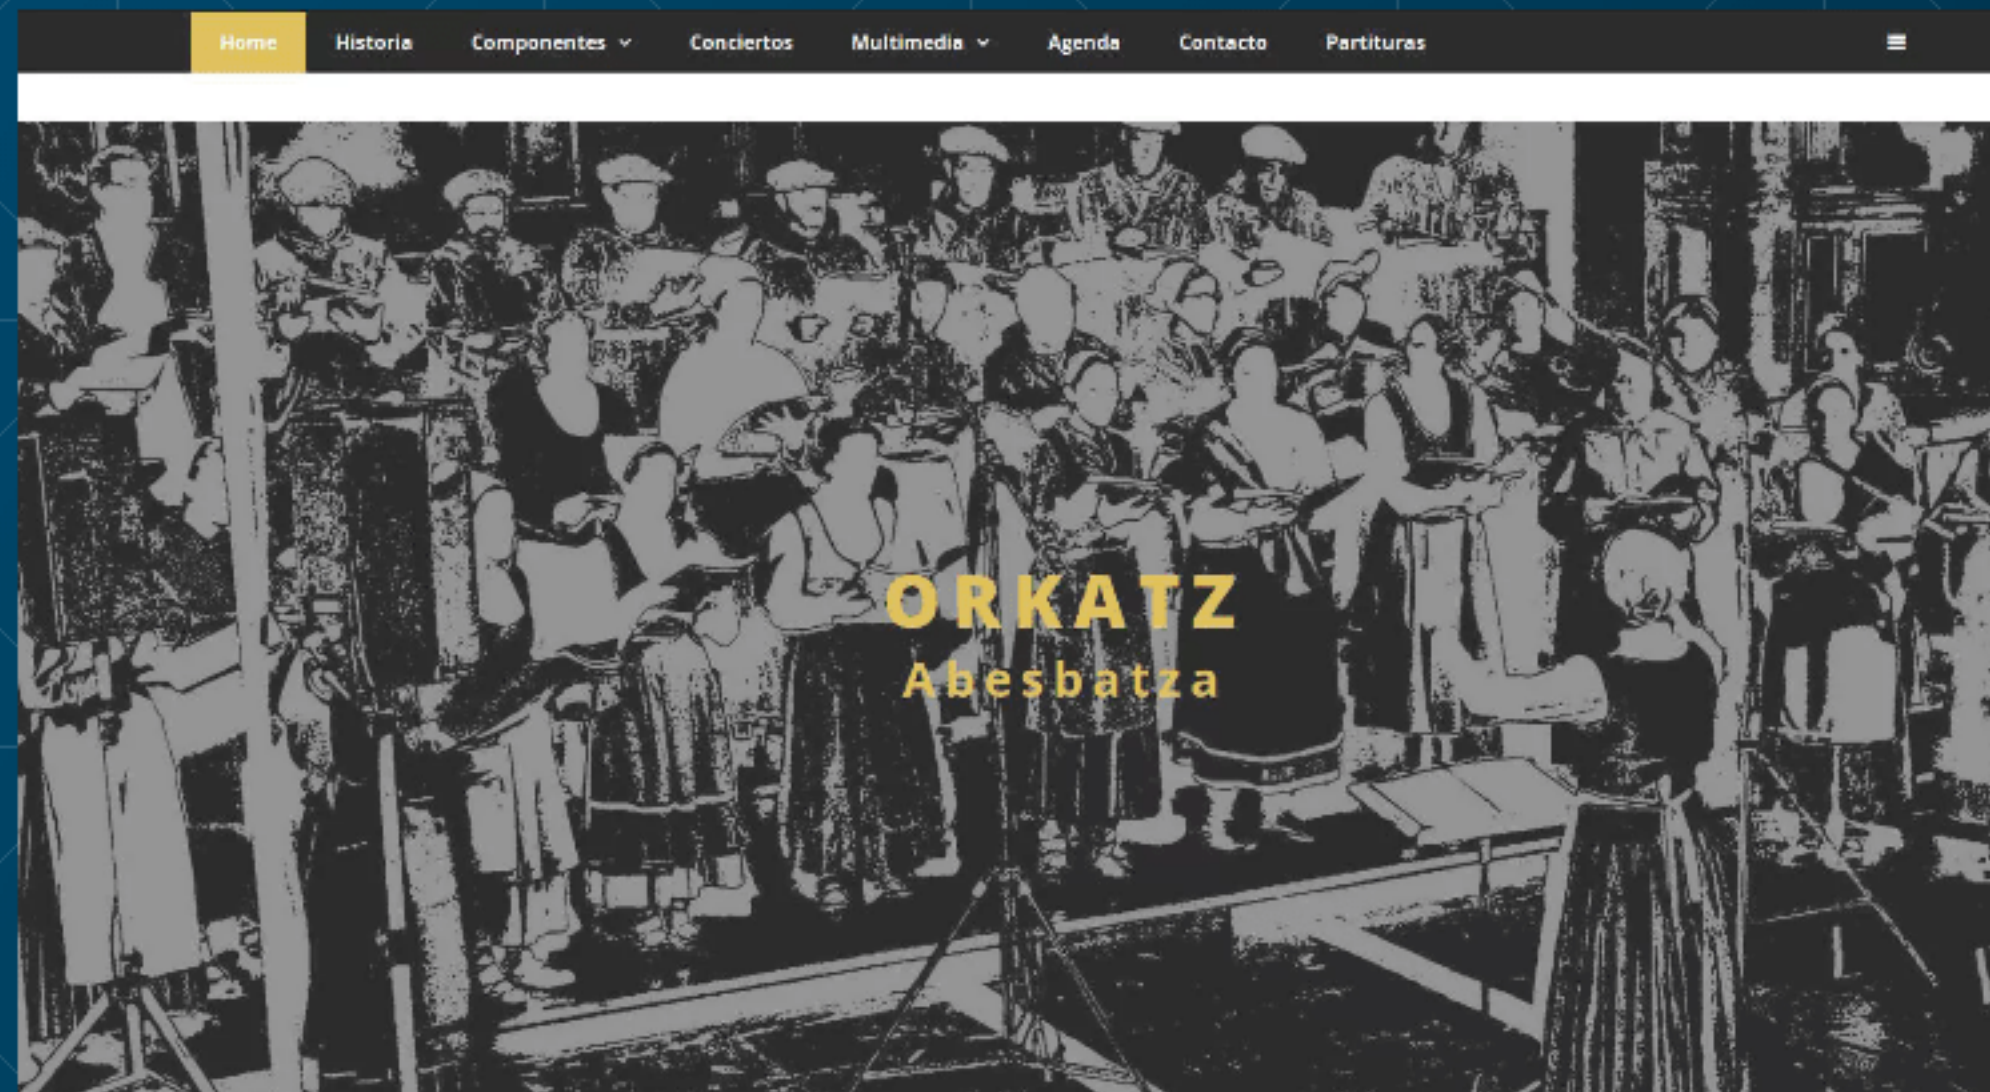 Home Historia Componentes Conciertos Multimedia Agenda Contacto Partituras
ORKATZ
Abesbatza